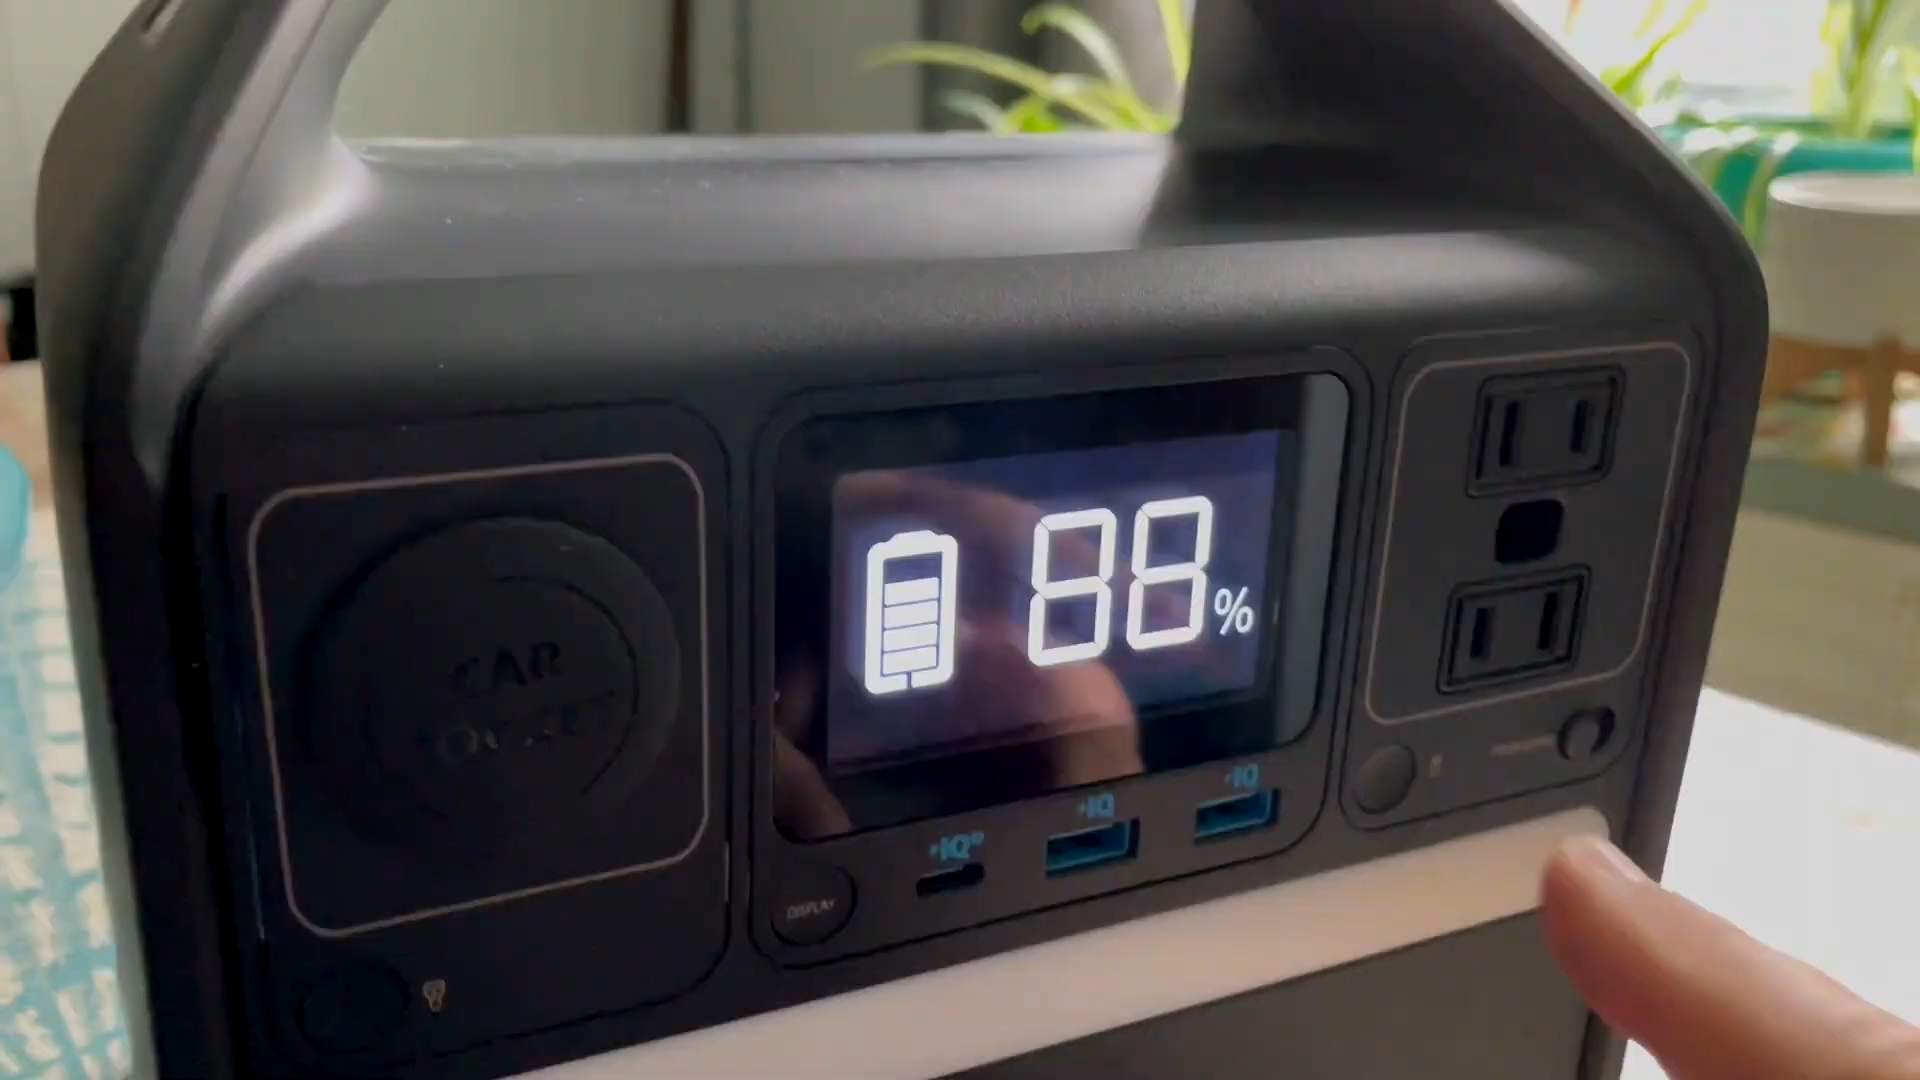 88%
CAR
SOCKET
IQ
IQ
IQ
DISPLAY